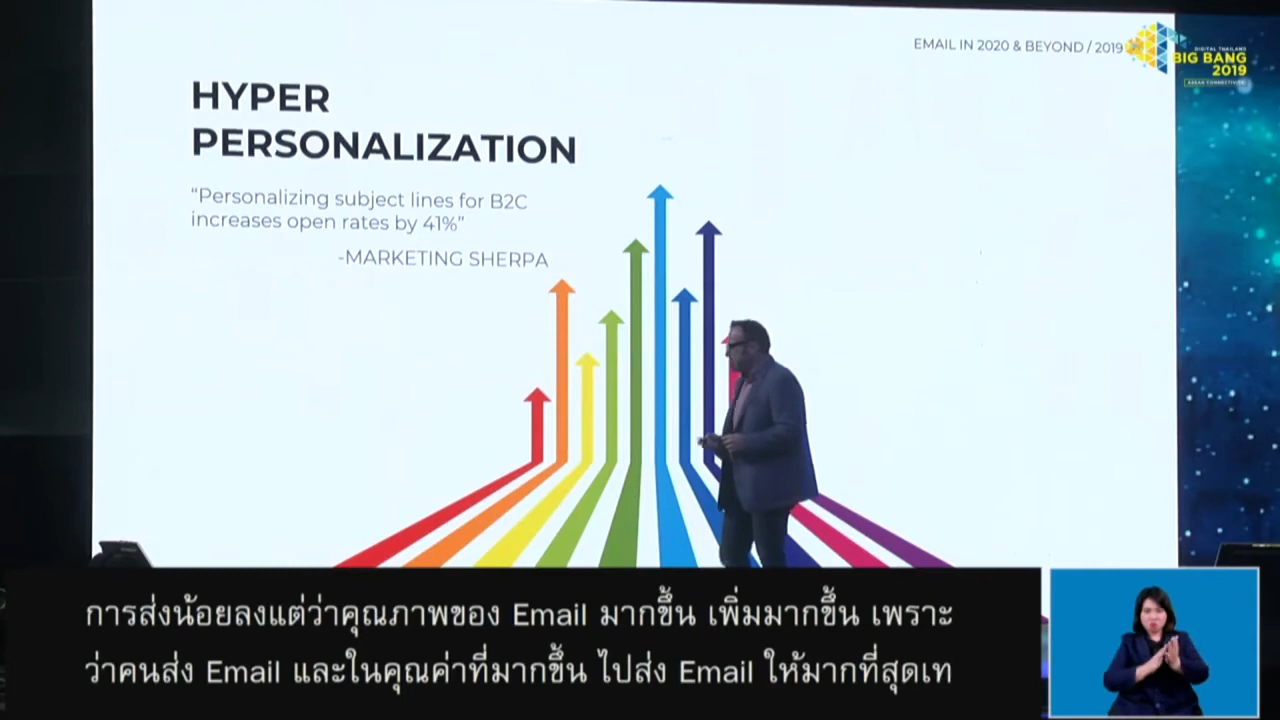 EMAIL IN 2020 & BEYOND / 2019
DIGITAL THAILAND
BIG BANG
2019
ASEAN CONNECTIVITY
HYPER
PERSONALIZATION
“Personalizing subject lines for B2C
increases open rates by 41%”
-MARKETING SHERPA
การส่งน้อยลงแต่ว่าคุณภาพของ Email มากขึ้น เพิ่มมากขึ้น เพราะ
ว่าคนส่ง Email และในคุณค่าที่มากขึ้น ไปส่ง Email ให้มากที่สุดเท